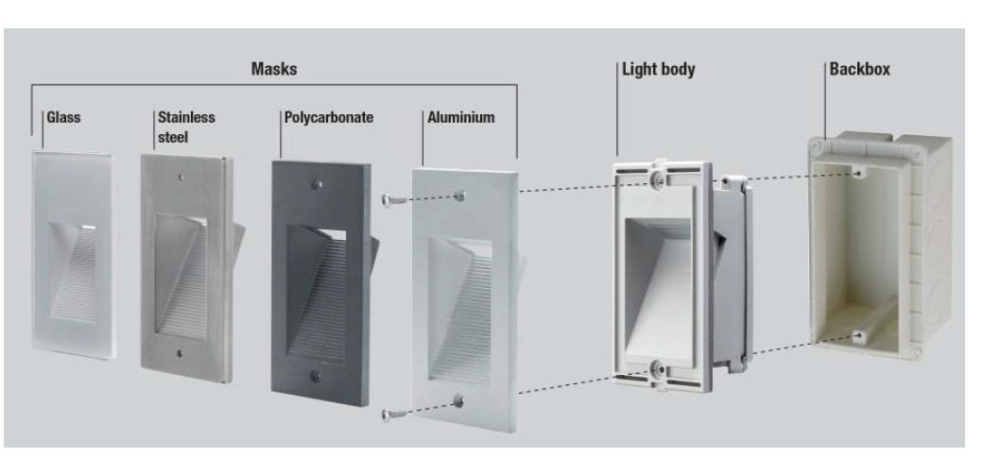 Masks
Light body
Backbox
Glass
Stainless
steel
Polycarbonate
Aluminium